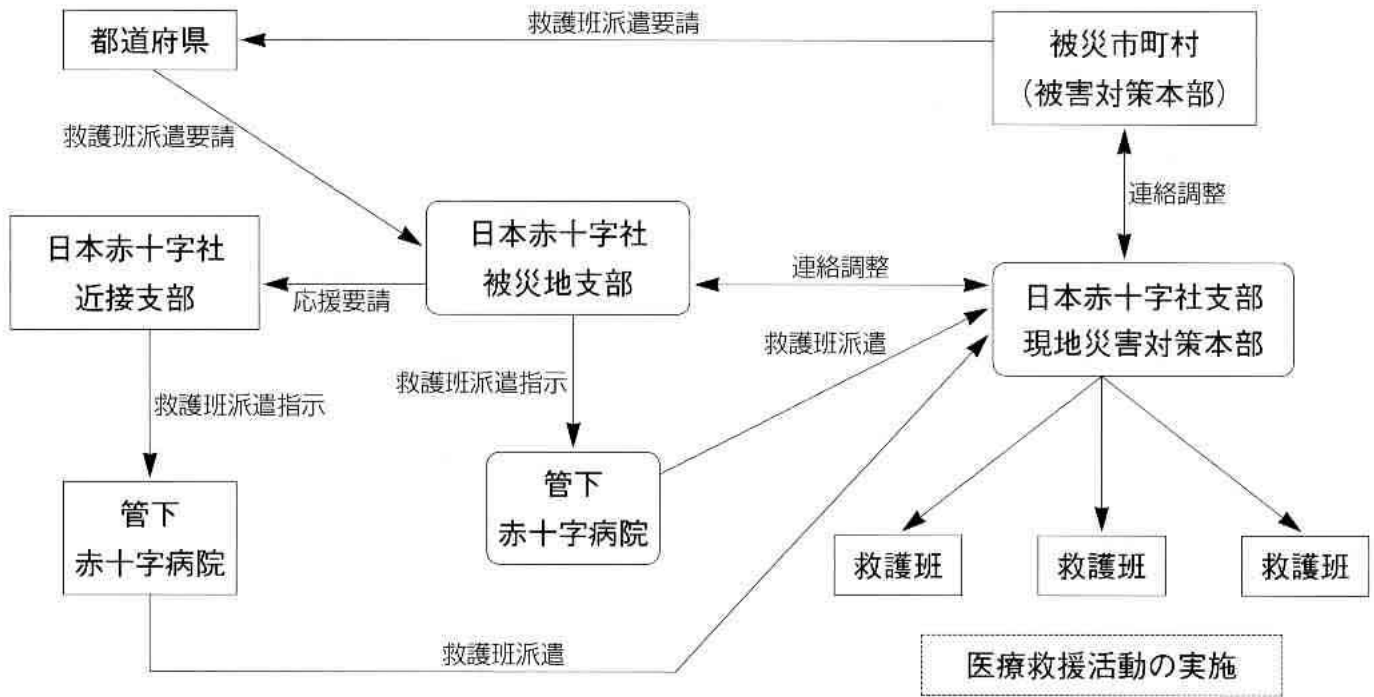 救護班派遣要請
都道府県
被災市町村
（被害対策本部）
救護班派遣要請
連絡調整
日本赤十字社
近接支部
応援要請
日本赤十字社
被災地支部
連絡調整
日本赤十字社支部
現地災害対策本部
救護班派遣
救護班派遣指示
救護班派遣指示
管下
赤十字病院
管下
赤十字病院
救護班
救護班
救護班
救護班派遣
医療救援活動の実施